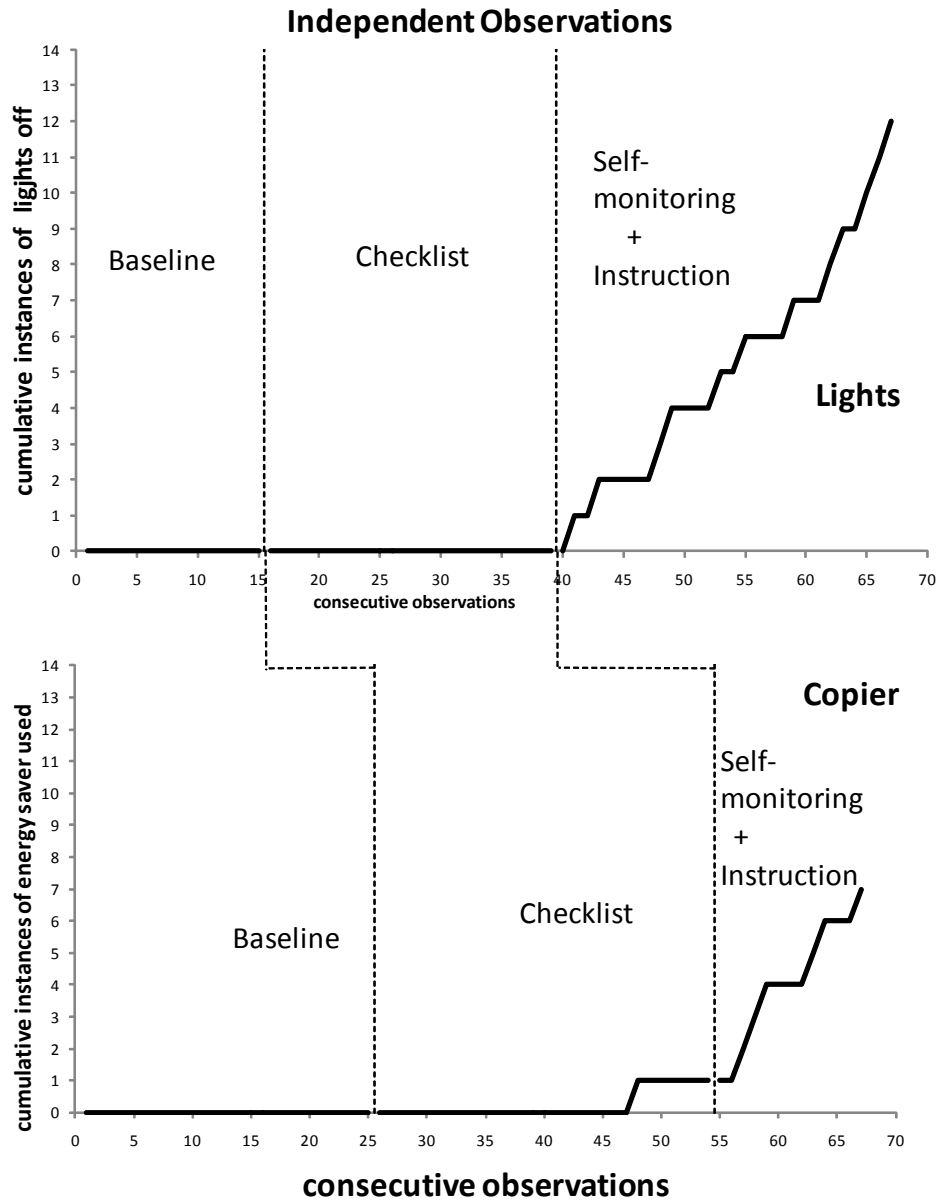 Independent Observations
cumulative instances of ligjhts off
14
13
12
11
10
9
8
7
6
5
4
3
2
1
0
Baseline
Checklist
Self-
monitoring
+
Instruction
Lights
0 5 10 15 20 25 30 35 40 45 50 55 60 65 70
consecutive observations
cumulative instances of energy saver used
14
13
12
11
10
9
8
7
6
5
4
3
2
1
0
Copier
Self-
monitoring
+
Instruction
Checklist
Baseline
0 5 10 15 20 25 30 35 40 45 50 55 60 65 70
consecutive observations